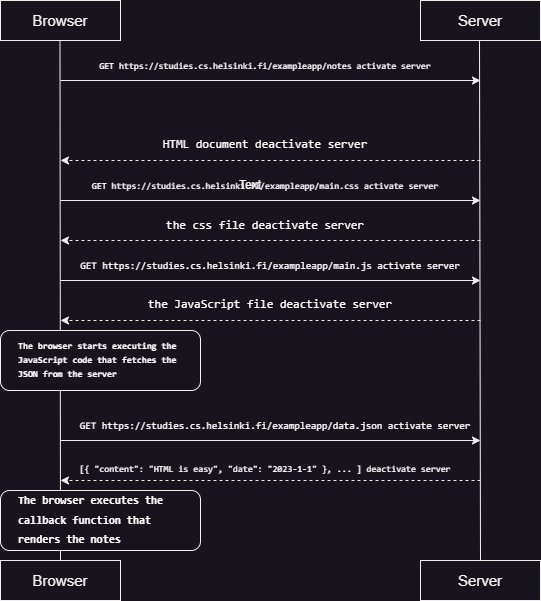 Browser
Server
GET https://studies.cs.helsinki.fi/exampleapp/notes activate server
HTML document deactivate server
Text
GET https://studies.cs.helsinki.fi/exampleapp/main.css activate server
the css file deactivate server
GET https://studies.cs.helsinki.fi/exampleapp/main.js activate server
the JavaScript file deactivate server
The browser starts executing the
JavaScript code that fetches the
JSON from the server
GET https://studies.cs.helsinki.fi/exampleapp/data.json activate server
[{ "content": "HTML is easy", "date": "2023-1-1" }, ... ] deactivate server
The browser executes the
callback function that
renders the notes
Browser
Server